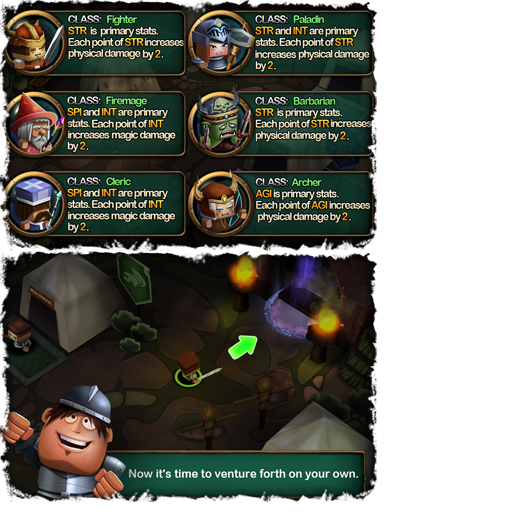 CLASS: Fighter
STR is primary stats.
Each point of STR increases
physical damage by 2.
CLASS: Paladin
STR and INT are primary
stats. Each point of STR
increases physical damage
by 2.
CLASS: Firemage
SPI and INT are primary
stats. Each point of INT
increases magic damage
by 2.
CLASS: Barbarian
STR is primary stats.
Each point of STR increases
physical damage by 2.
CLASS: Cleric
SPI and INT are primary
stats. Each point of INT
increases magic damage
by 2.
CLASS: Archer
AGI is primary stats.
Each point of AGI increases
physical damage by 2.
Now it's time to venture forth on your own.